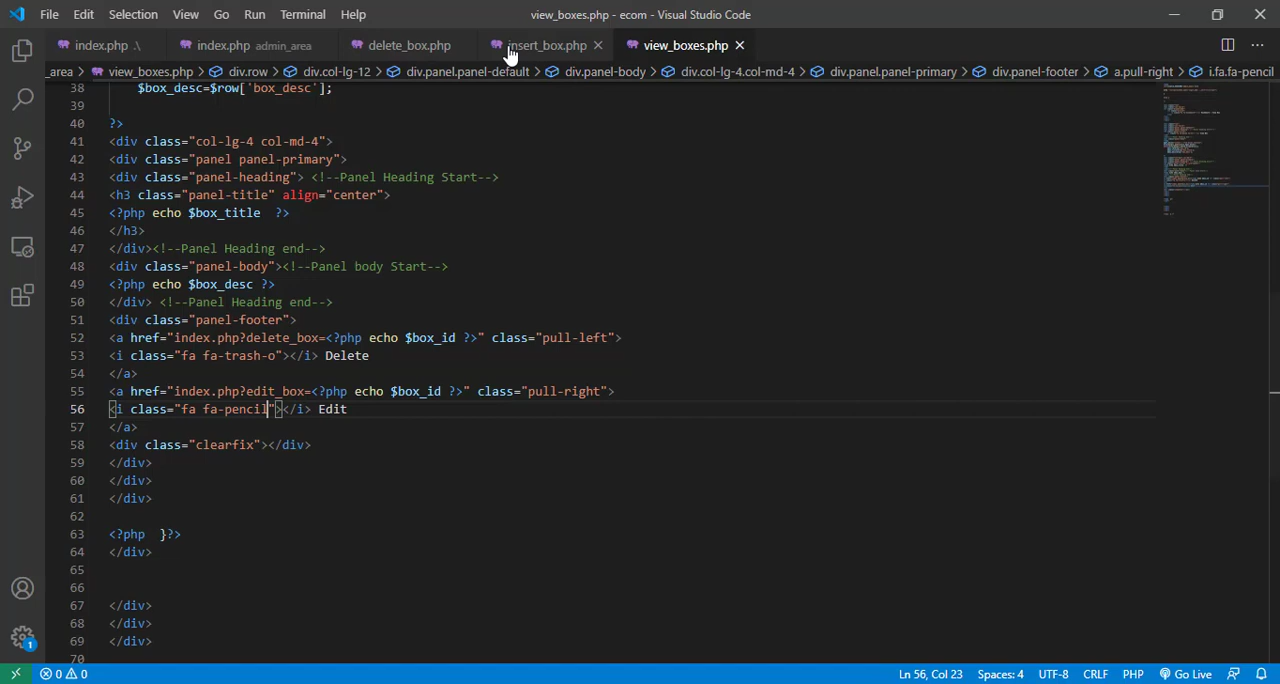 File Edit Selection View Go Run Terminal Help view_boxes.php - ecom - Visual Studio Code
index.php .\ index.php admin_area delete_box.php insert_box.php view_boxes.php
_area > view_boxes.php > div.row > div.col-lg-12 > div.panel.panel-default > div.panel-body > div.col-lg-4.col-md-4 > div.panel.panel-primary > div.panel-footer > a.pull-right > i.fa.fa-pencil
38 $box_desc=$row['box_desc'];
39
40 ?>
41 <div class="col-lg-4 col-md-4">
42 <div class="panel panel-primary">
43 <div class="panel-heading"> <!--Panel Heading Start-->
44 <h3 class="panel-title" align="center">
45 <?php echo $box_title  ?>
46 </h3>
47 </div><!--Panel Heading end-->
48 <div class="panel-body"><!--Panel body Start-->
49 <?php echo $box_desc ?>
50 </div> <!--Panel Heading end-->
51 <div class="panel-footer">
52 <a href="index.php?delete_box=<?php echo $box_id ?>" class="pull-left">
53 <i class="fa fa-trash-o"></i> Delete
54 </a>
55 <a href="index.php?edit_box=<?php echo $box_id ?>" class="pull-right">
56 <i class="fa fa-pencil"></i> Edit
57 </a>
58 <div class="clearfix"></div>
59 </div>
60 </div>
61 </div>
62
63 <?php  }?>
64 </div>
65
66
67 </div>
68 </div>
69 </div>
70
1 0 0 Ln 56, Col 23 Spaces: 4 UTF-8 CRLF PHP Go Live